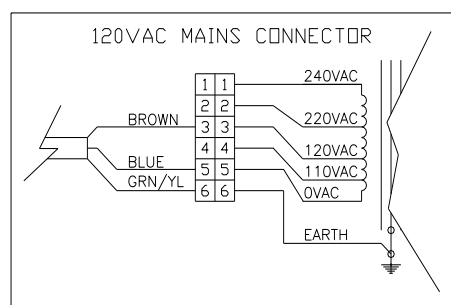 120VAC MAINS CONNECTOR
1 1 240VAC
2 2 220VAC
BROWN 3 3 120VAC
4 4 110VAC
BLUE 5 5 0VAC
GRN/YL 6 6
EARTH